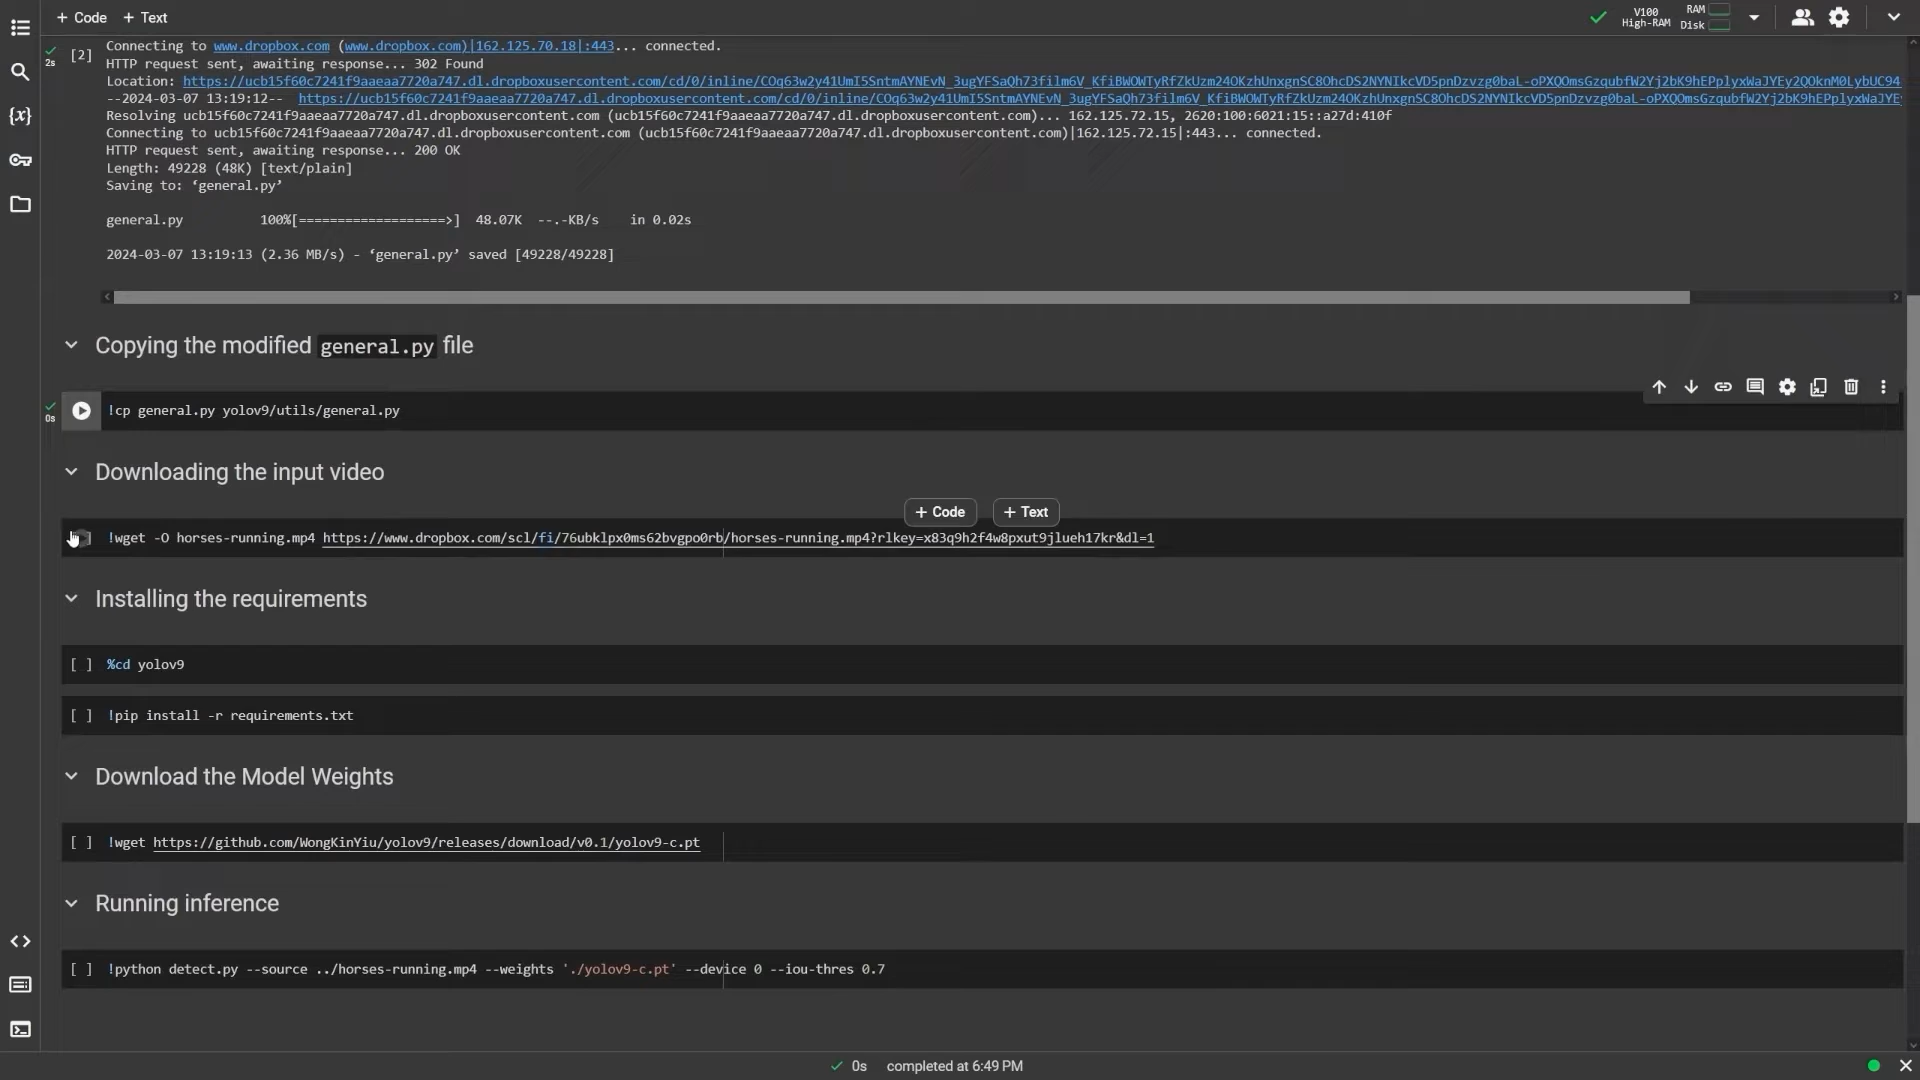 + Code + Text
V100
High-RAM
RAM
Disk
2s
[2]
Connecting to www.dropbox.com (www.dropbox.com)|162.125.70.18|:443... connected.
HTTP request sent, awaiting response... 302 Found
Location:
--2024-03-07 13:19:12--
Resolving ucb15f60c7241f9aaeaa7720a747.dl.dropboxusercontent.com (ucb15f60c7241f9aaeaa7720a747.dl.dropboxusercontent.com)... 162.125.72.15, 2620:100:6021:15::a27d:410f
Connecting to ucb15f60c7241f9aaeaa7720a747.dl.dropboxusercontent.com (ucb15f60c7241f9aaeaa7720a747.dl.dropboxusercontent.com)|162.125.72.15|:443... connected.
HTTP request sent, awaiting response... 200 OK
Length: 49228 (48K) [text/plain]
Saving to: ‘general.py’
general.py 100%[===================>] 48.07K --.-KB/s in 0.02s
2024-03-07 13:19:13 (2.36 MB/s) - ‘general.py’ saved [49228/49228]
Copying the modified general.py file
0s
!cp general.py yolov9/utils/general.py
Downloading the input video
+ Code + Text
!wget -O horses-running.mp4 https://www.dropbox.com/scl/fi/76ubklpx0ms62bvgpo0rb/horses-running.mp4?rlkey=x83q9h2f4w8pxut9jlueh17kr&dl=1
Installing the requirements
[ ] %cd yolov9
[ ] !pip install -r requirements.txt
Download the Model Weights
[ ] !wget https://github.com/WongKinYiu/yolov9/releases/download/v0.1/yolov9-c.pt
Running inference
[ ] !python detect.py --source ../horses-running.mp4 --weights './yolov9-c.pt' --device 0 --iou-thres 0.7
0s completed at 6:49 PM